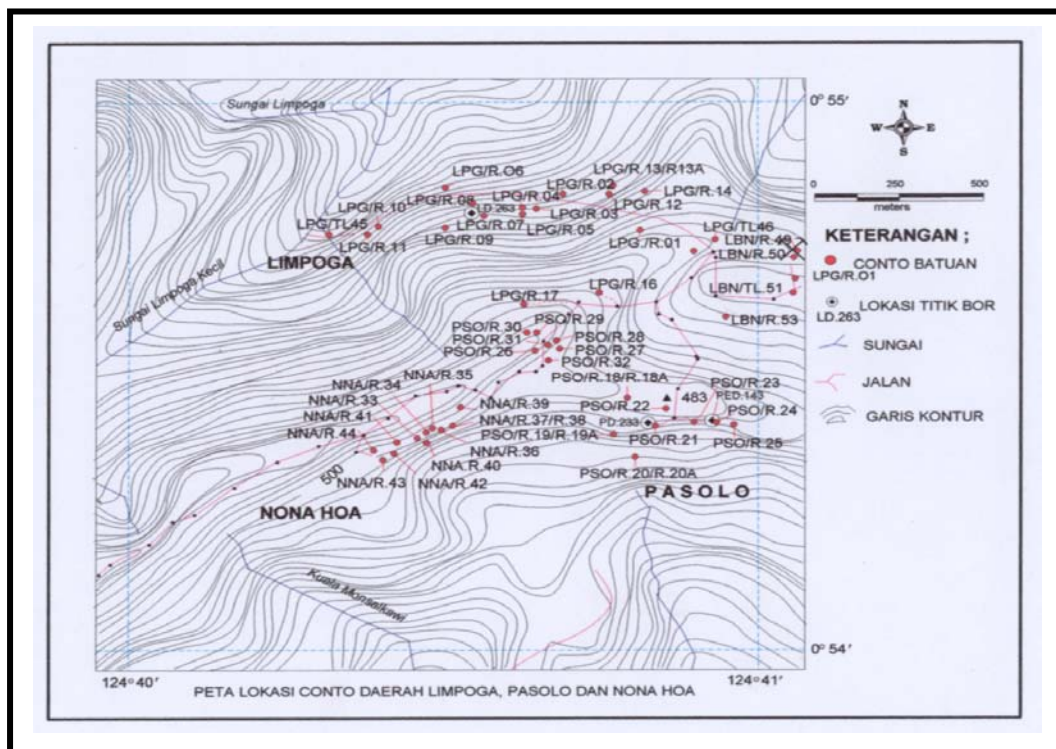 Sungai Limpoga
0° 55′
N
W E
S
LPG/R.O6
LPG/R.13/R13A
LPG/R.02
LPG/R.04
LPG/R.14
LPG/R.08
LD.263
LPG/R.10
LPG/R.12
LPG/R.03
LPG/R.07
LPG/TL45
LPG/R.05
LPG/R.11
LPG/R.09
LPG/R.01
LPG/TL46
LBN/R.49
LBN/R.50
LIMPOGA
Sungai Limpoga Kecil
LPG/R.16
LBN/TL.51
LPG/R.17
LBN/R.53
PSO/R.29
PSO/R.30
PSO/R.31
PSO/R.28
PSO/R.26
PSO/R.27
PSO/R.32
NNA/R.35
PSO/R.18/R.18A
NNA/R.34
PSO/R.23
483
PED.143
NNA/R.33
NNA/R.39
PSO/R.22
PSO/R.24
NNA/R.41
NNA/R.37/R.38
PD.233
NNA/R.44
PSO/R.19/R.19A
PSO/R.21
PSO/R.25
NNA/R.36
500
NNA.R.40
PSO/R.20/R.20A
NNA/R.43
NNA/R.42
PASOLO
NONA HOA
0 250 500
meters
KETERANGAN ;
CONTO BATUAN
LPG/R.O1
LOKASI TITIK BOR
LD.263
SUNGAI
JALAN
GARIS KONTUR
0° 54′
124° 40′
124° 41′
PETA LOKASI CONTO DAERAH LIMPOGA, PASOLO DAN NONA HOA